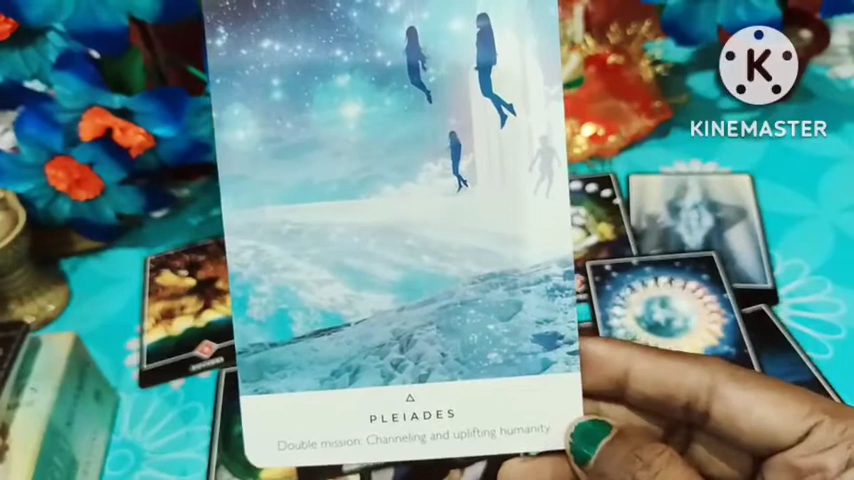 K
KINEMASTER
PLEIADES
Double mission: Channeling and uplifting humanity